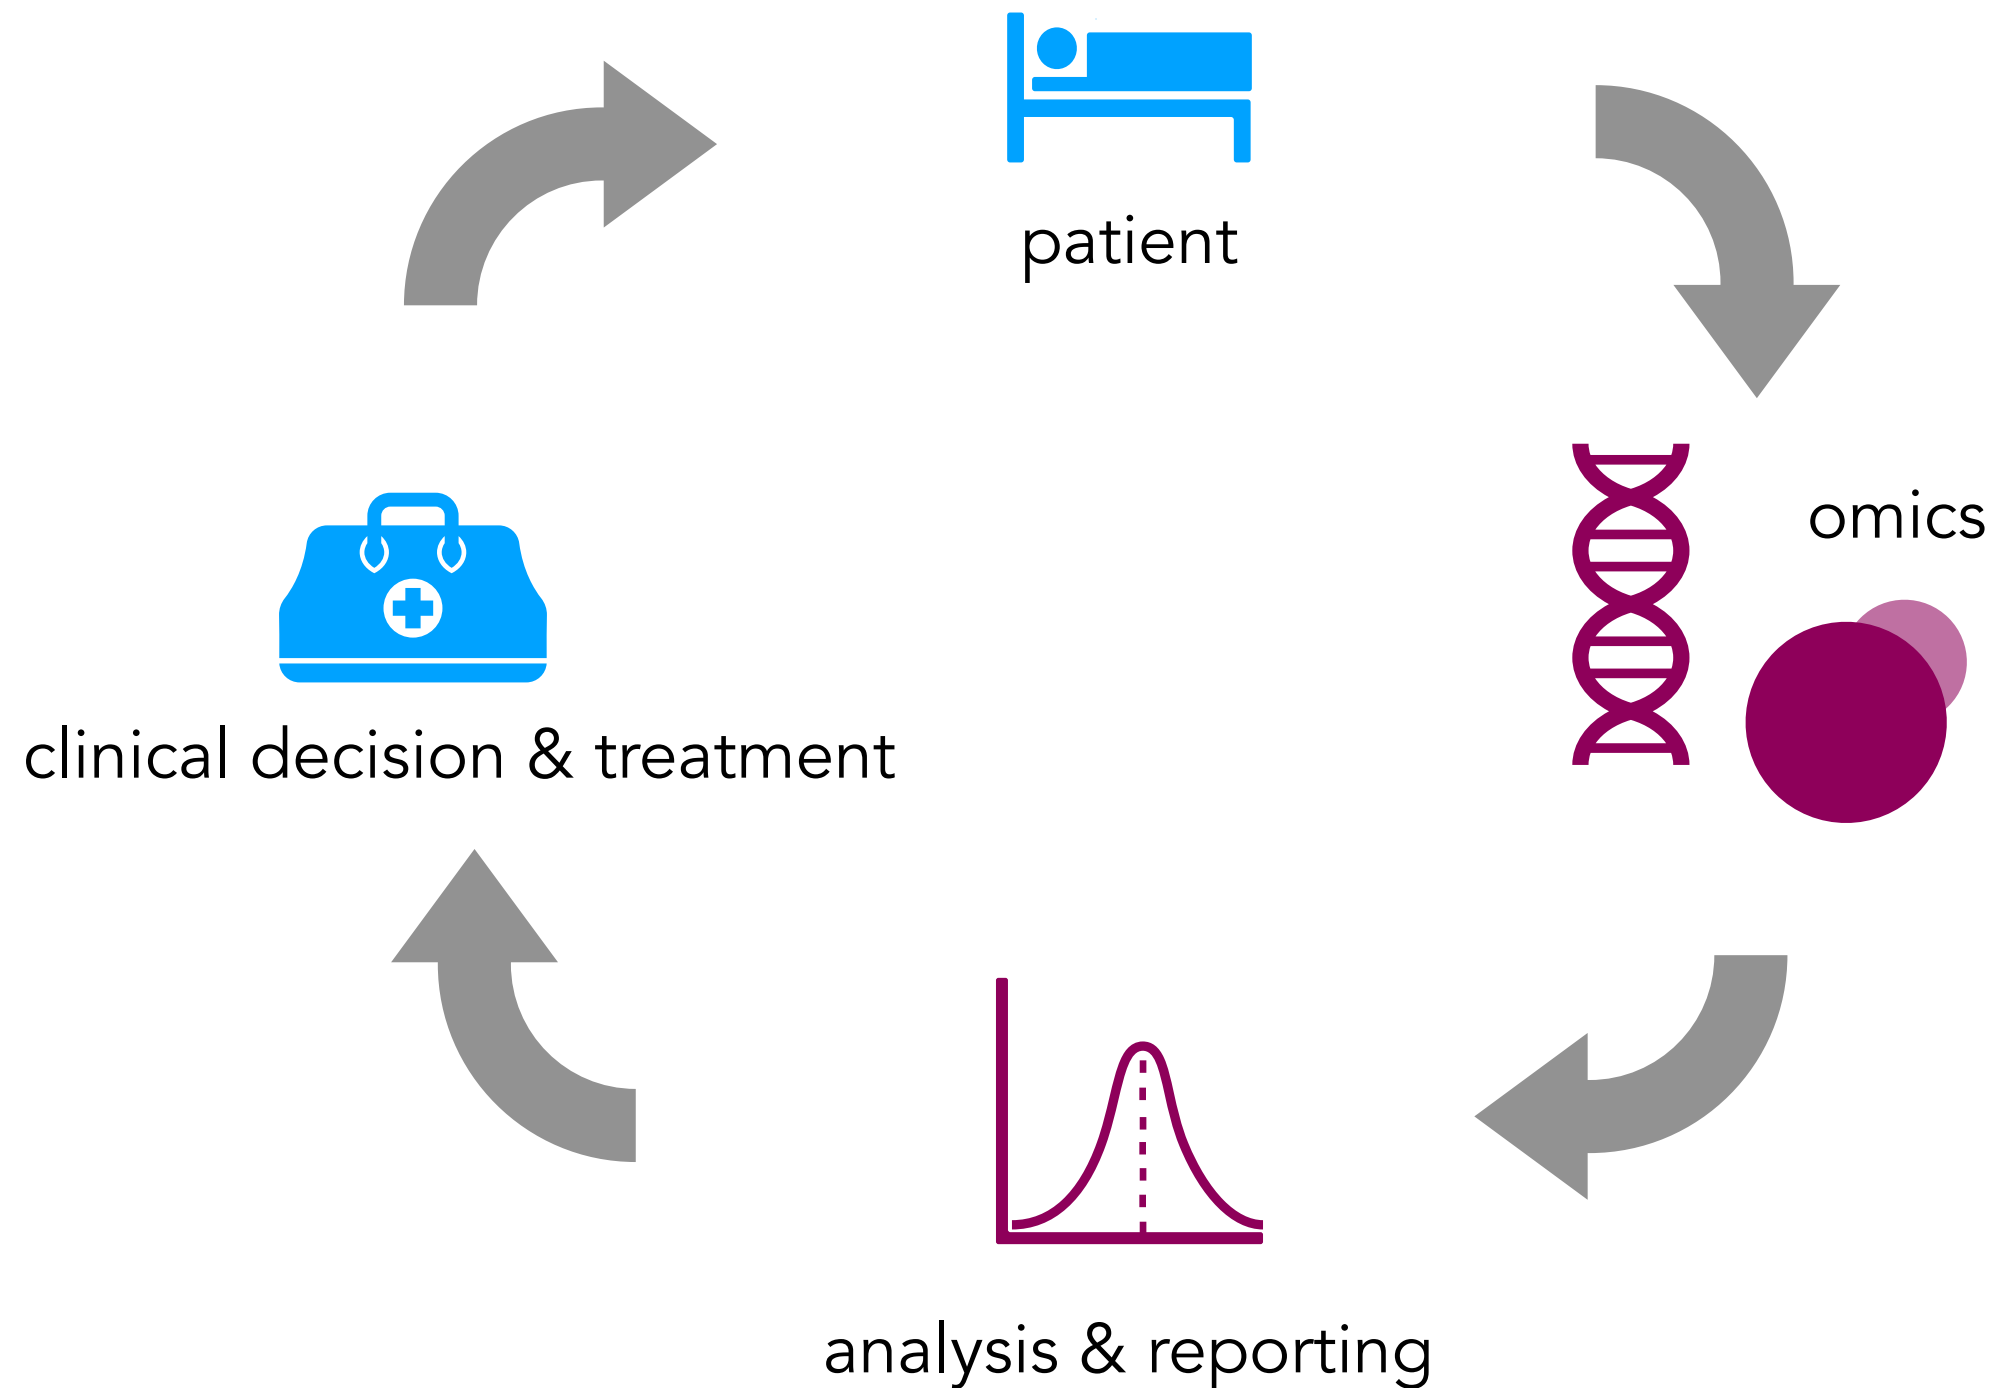 patient
omics
clinical decision & treatment
analysis & reporting